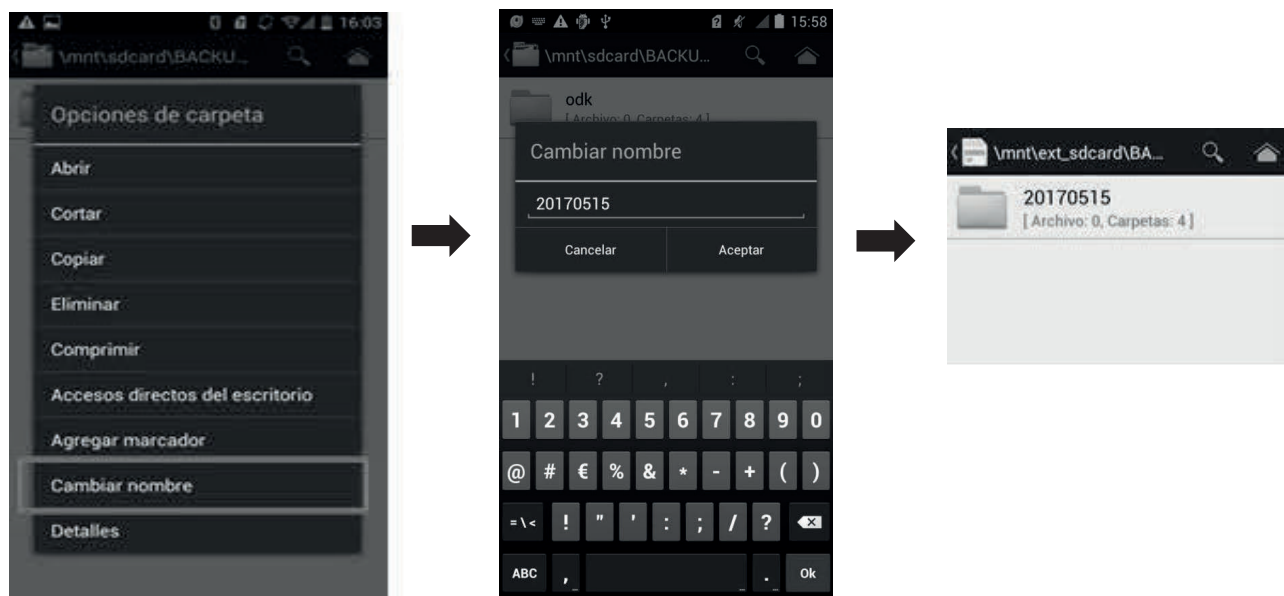 16:03
\mnt\sdcard\BACKU...
Opciones de carpeta
Abrir
Cortar
Copiar
Eliminar
Comprimir
Accesos directos del escritorio
Agregar marcador
Cambiar nombre
Detalles
15:58
\mnt\sdcard\BACKU...
odk
[ Archivo: 0, Carpetas: 4 ]
Cambiar nombre
20170515
Cancelar Aceptar
! ? , : ;
1 2 3 4 5 6 7 8 9 0
@ # € % & * - + ( )
= \ < ! " ' : ; / ?
ABC , _ . Ok
\mnt\ext_sdcard\BA...
20170515
[ Archivo: 0, Carpetas: 4 ]